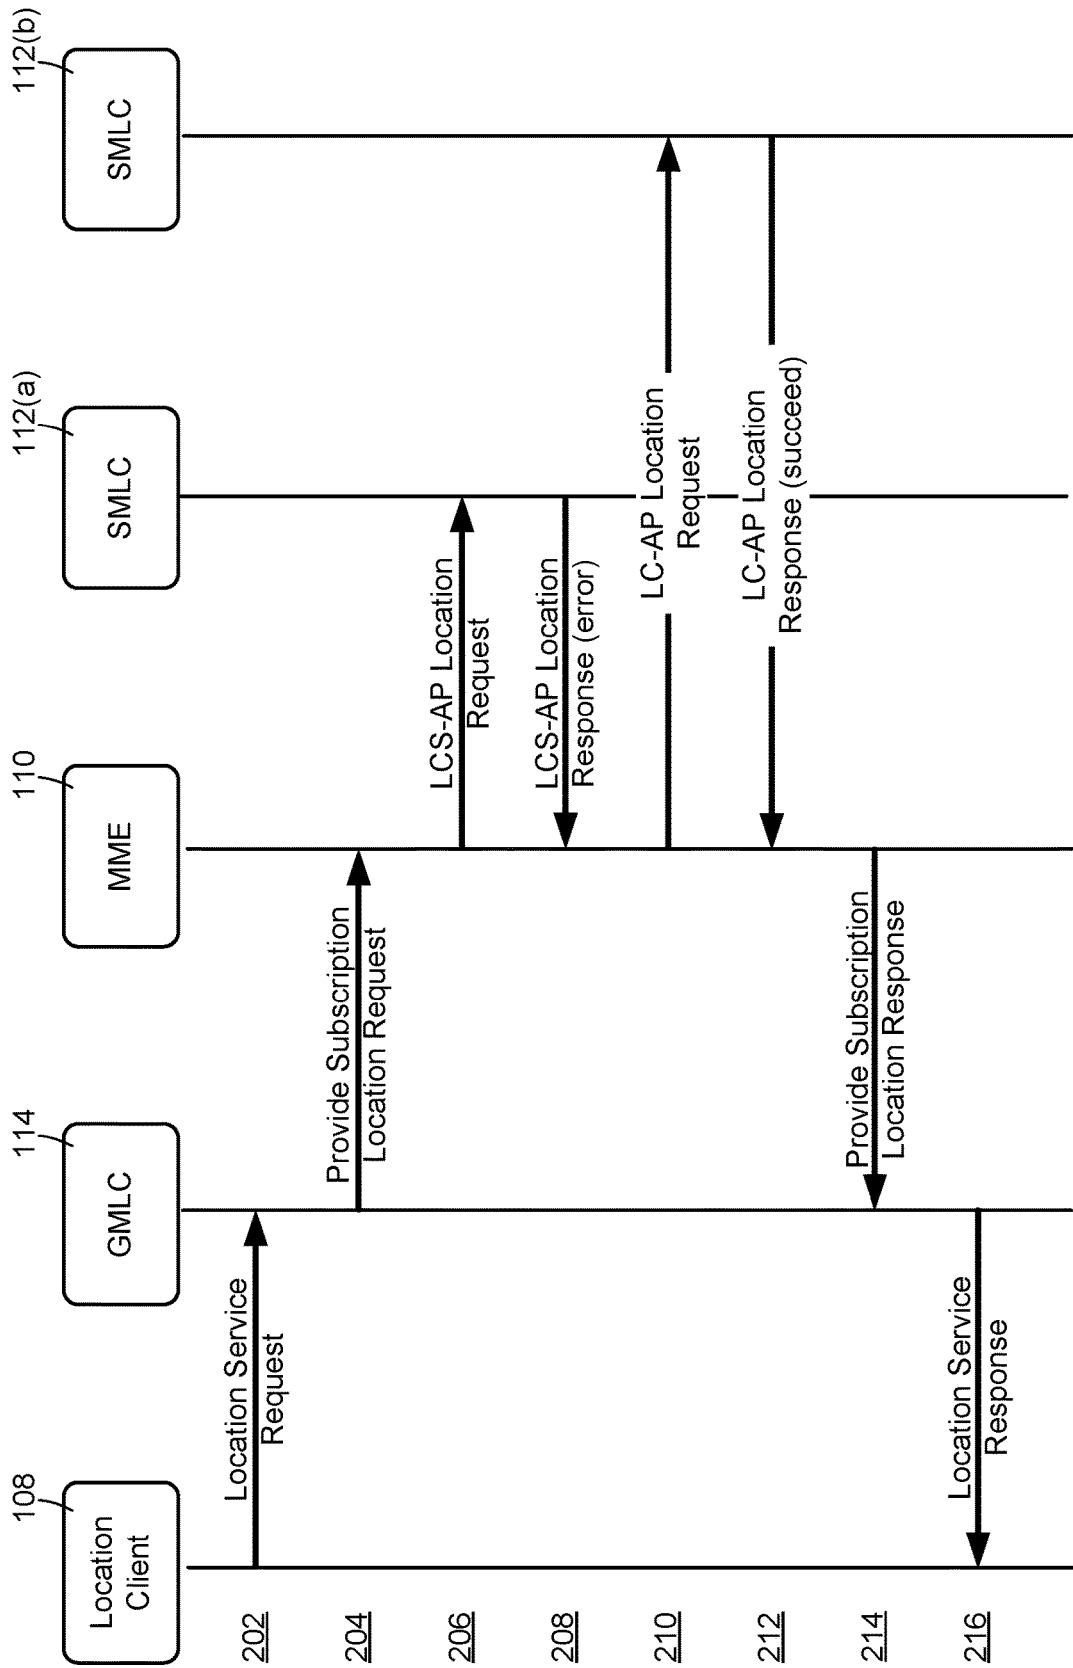 108
114
110
112(a)
112(b)
Location
Client
GMLC
MME
SMLC
SMLC
202
Location Service
Request
204
Provide Subscription
Location Request
206
LCS-AP Location
Request
208
LCS-AP Location
Response (error)
210
LC-AP Location
Request
212
LC-AP Location
Response (succeed)
214
Provide Subscription
Location Response
216
Location Service
Response